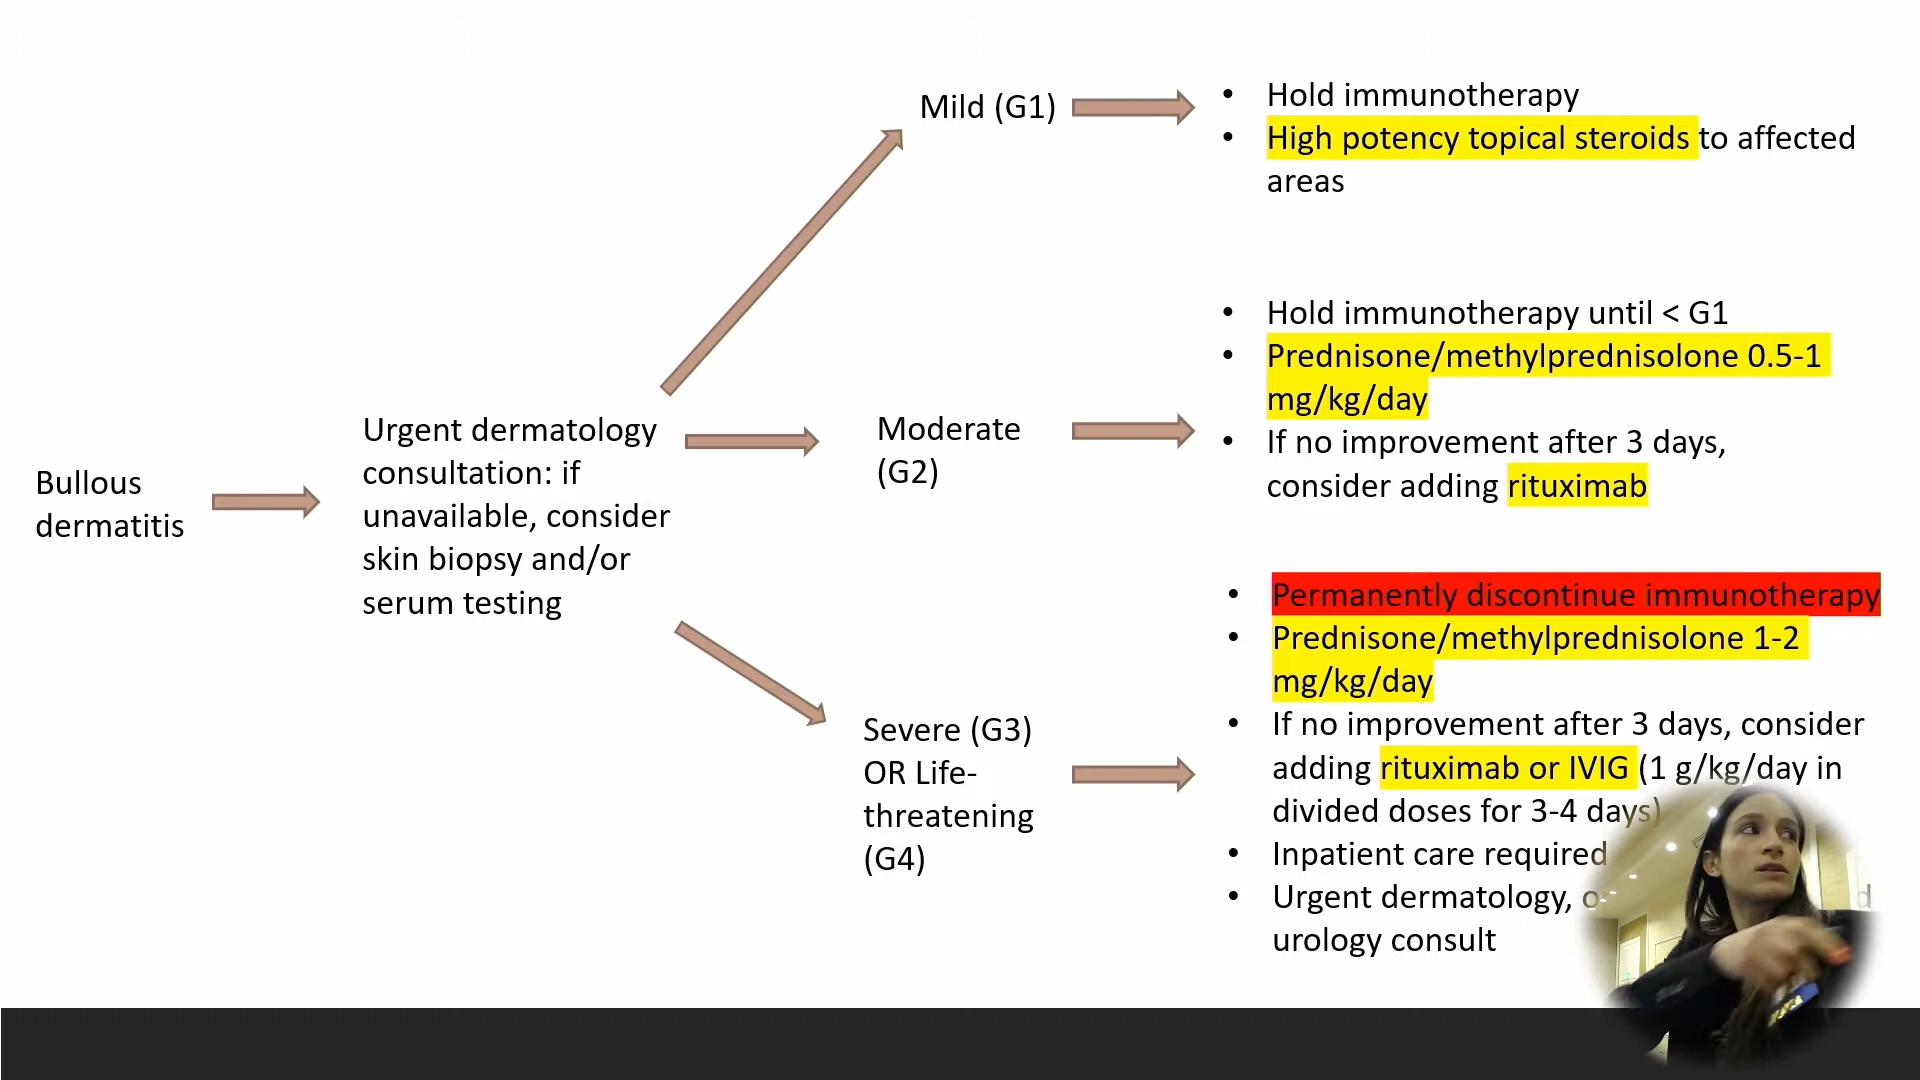 Bullous
dermatitis
Urgent dermatology
consultation: if
unavailable, consider
skin biopsy and/or
serum testing
Mild (G1)
• Hold immunotherapy
• High potency topical steroids to affected
areas
Moderate
(G2)
• Hold immunotherapy until < G1
• Prednisone/methylprednisolone 0.5-1
mg/kg/day
• If no improvement after 3 days,
consider adding rituximab
Severe (G3)
OR Life-
threatening
(G4)
• Permanently discontinue immunotherapy
• Prednisone/methylprednisolone 1-2
mg/kg/day
• If no improvement after 3 days, consider
adding rituximab or IVIG (1 g/kg/day in
divided doses for 3-4 days)
• Inpatient care required
• Urgent dermatology,
urology consult